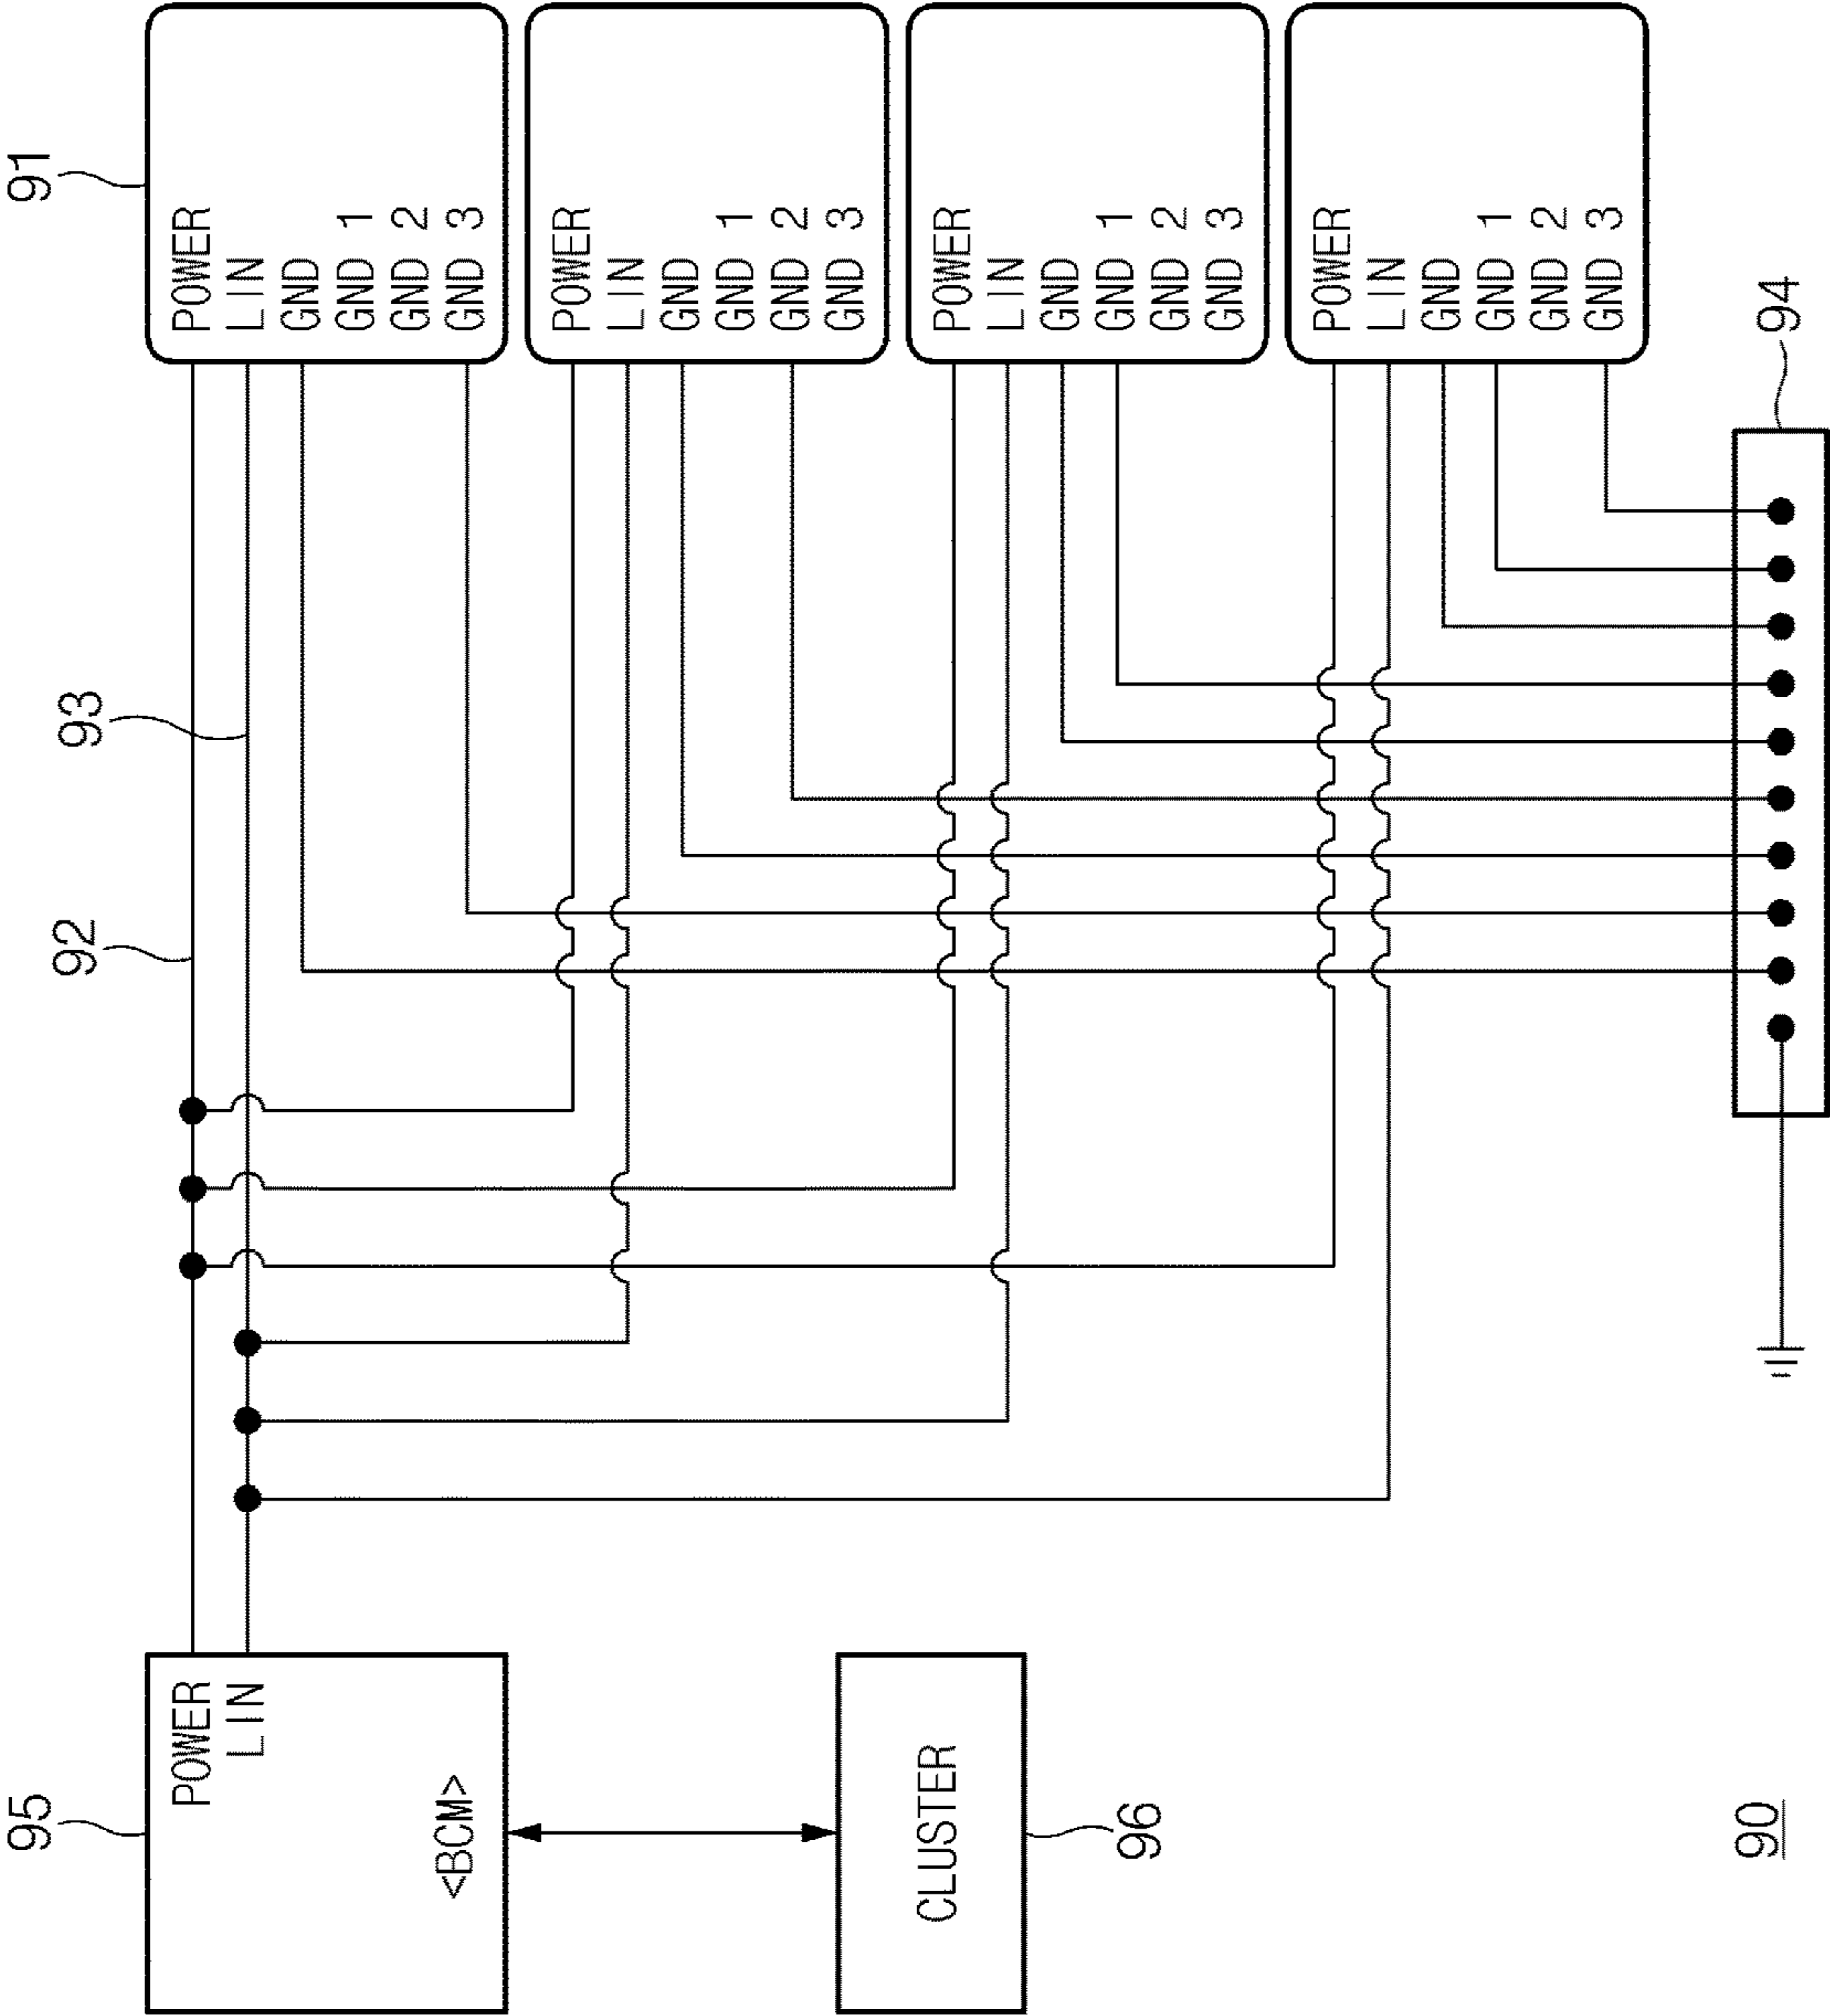 95
92
93
91
POWER
LIN
<BCM>
POWER
LIN
GND
GND 1
GND 2
GND 3
POWER
LIN
GND
GND 1
GND 2
GND 3
CLUSTER
96
POWER
LIN
GND
GND 1
GND 2
GND 3
POWER
LIN
GND
GND 1
GND 2
GND 3
90
94